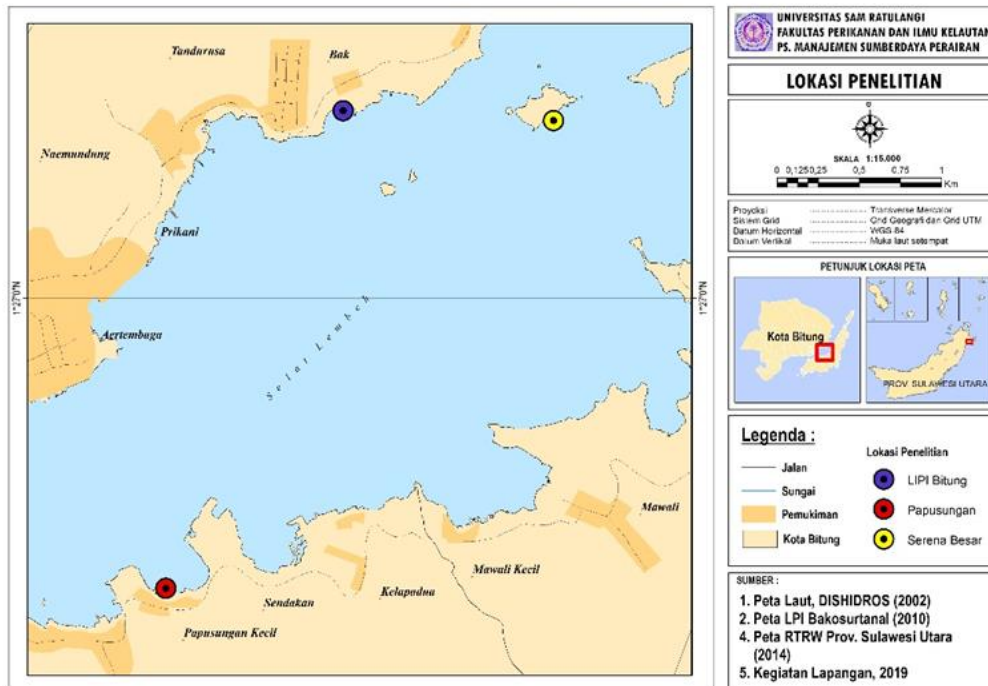 UNIVERSITAS SAM RATULANGI
FAKULTAS PERIKANAN DAN ILMU KELAUTAN
PS. MANAJEMEN SUMBERDAYA PERAIRAN
LOKASI PENELITIAN
SKALA 1:15.000
0 0,1250,25 0,5 0,75 1
Km
Proyeksi .................... Transverse Mercator
Sistem Grid .................... Grid Geografi dan Grid UTM
Datum Horizontal .................... WGS-84
Datum Vertikal .................... Muka laut setempat
PETUNJUK LOKASI PETA
Kota Bitung
PROV. SULAWESI UTARA
Legenda :
Jalan
Sungai
Pemukiman
Kota Bitung
Lokasi Penelitian
LIPI Bitung
Papusungan
Serena Besar
SUMBER :
1. Peta Laut, DISHIDROS (2002)
2. Peta LPI Bakosurtanal (2010)
4. Peta RTRW Prov. Sulawesi Utara
(2014)
5. Kegiatan Lapangan, 2019
Tandurusa
Bak
Naemundung
Prikani
1°27'0"N
1°27'0"N
Aertembaga
Selat Lembeh
Mawali
Mawali Kecil
Kelapadua
Sendakan
Papusungan Kecil